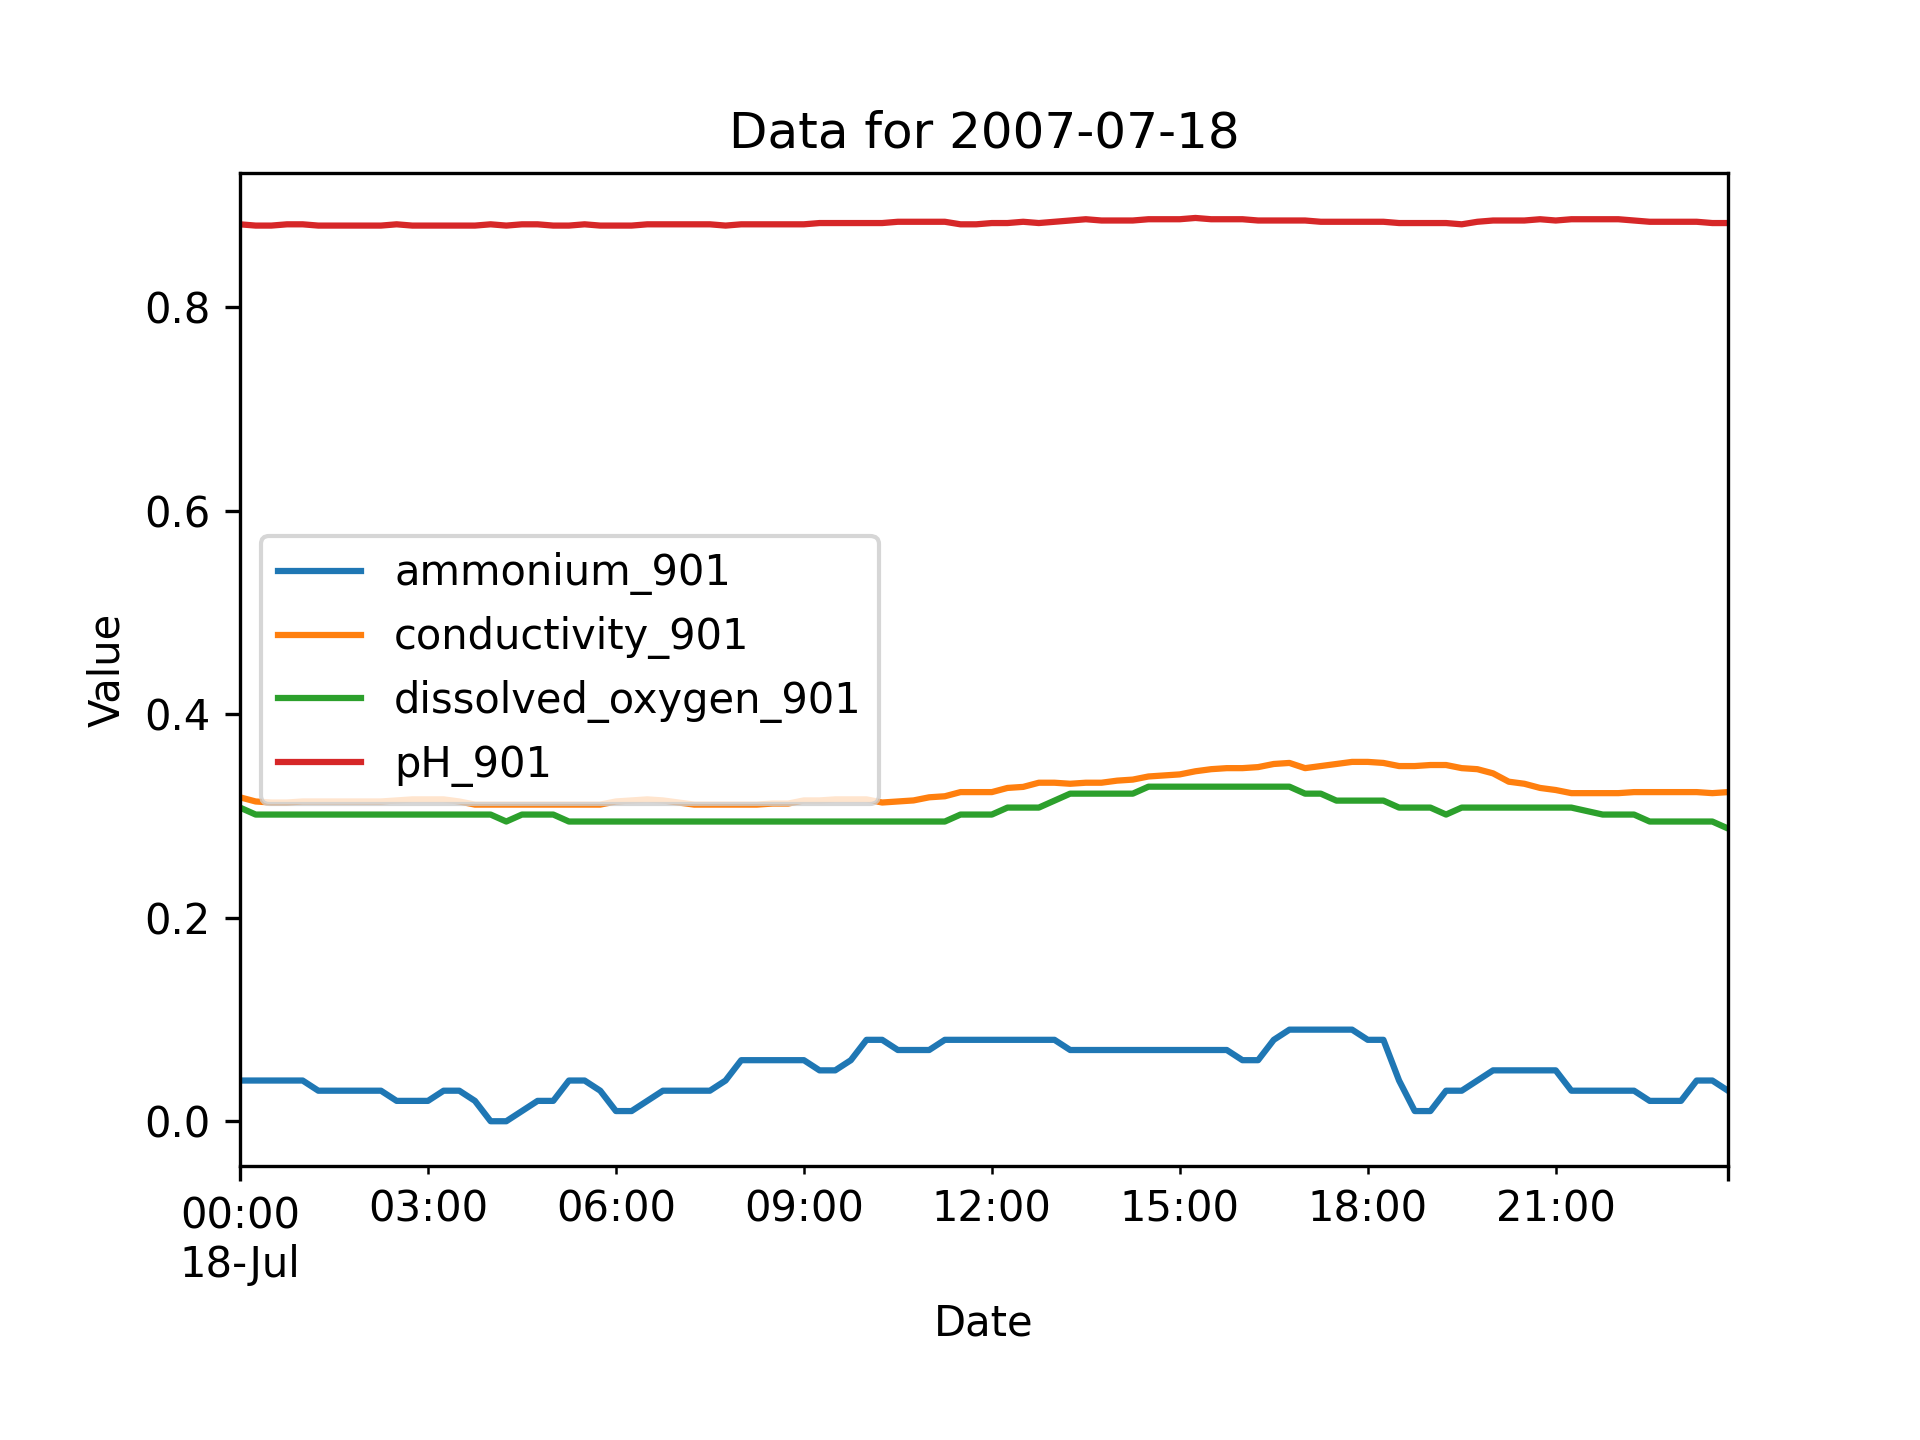 Data for 2007-07-18
0.8
0.6
0.4
0.2
0.0
Value
ammonium_901
conductivity_901
dissolved_oxygen_901
pH_901
00:00 03:00 06:00 09:00 12:00 15:00 18:00 21:00
18-Jul
Date